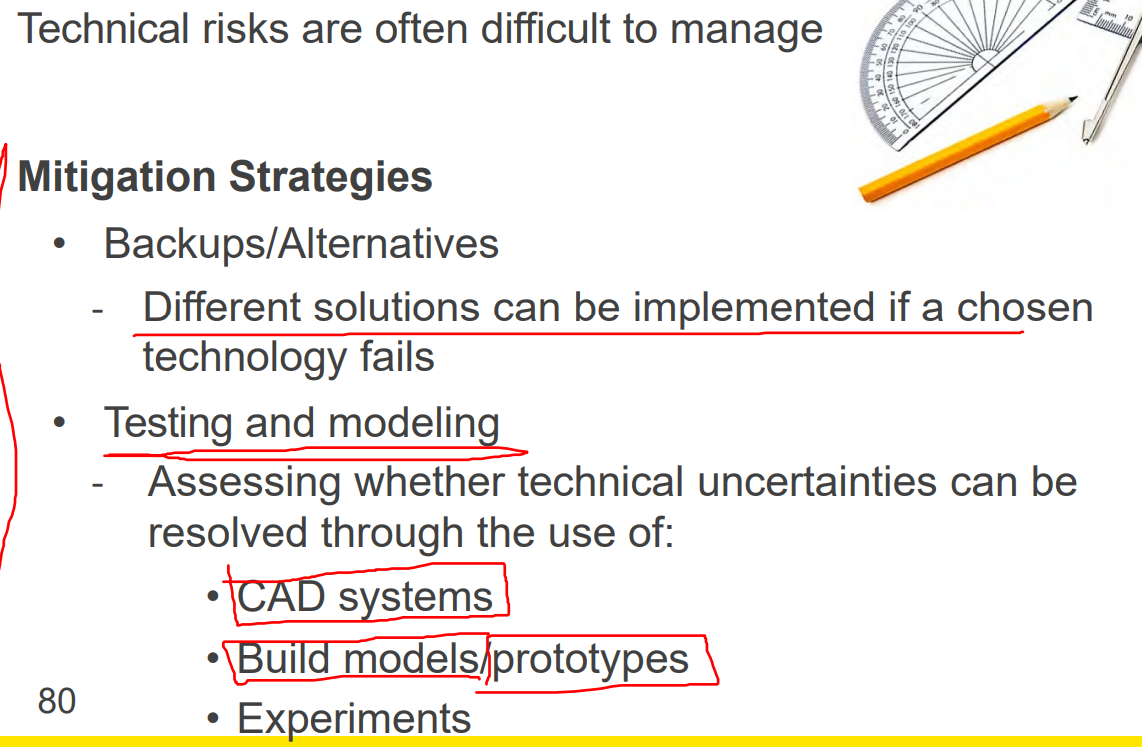 Technical risks are often difficult to manage
Mitigation Strategies
• Backups/Alternatives
- Different solutions can be implemented if a chosen
technology fails
• Testing and modeling
- Assessing whether technical uncertainties can be
resolved through the use of:
• CAD systems
• Build models/prototypes
80
• Experiments